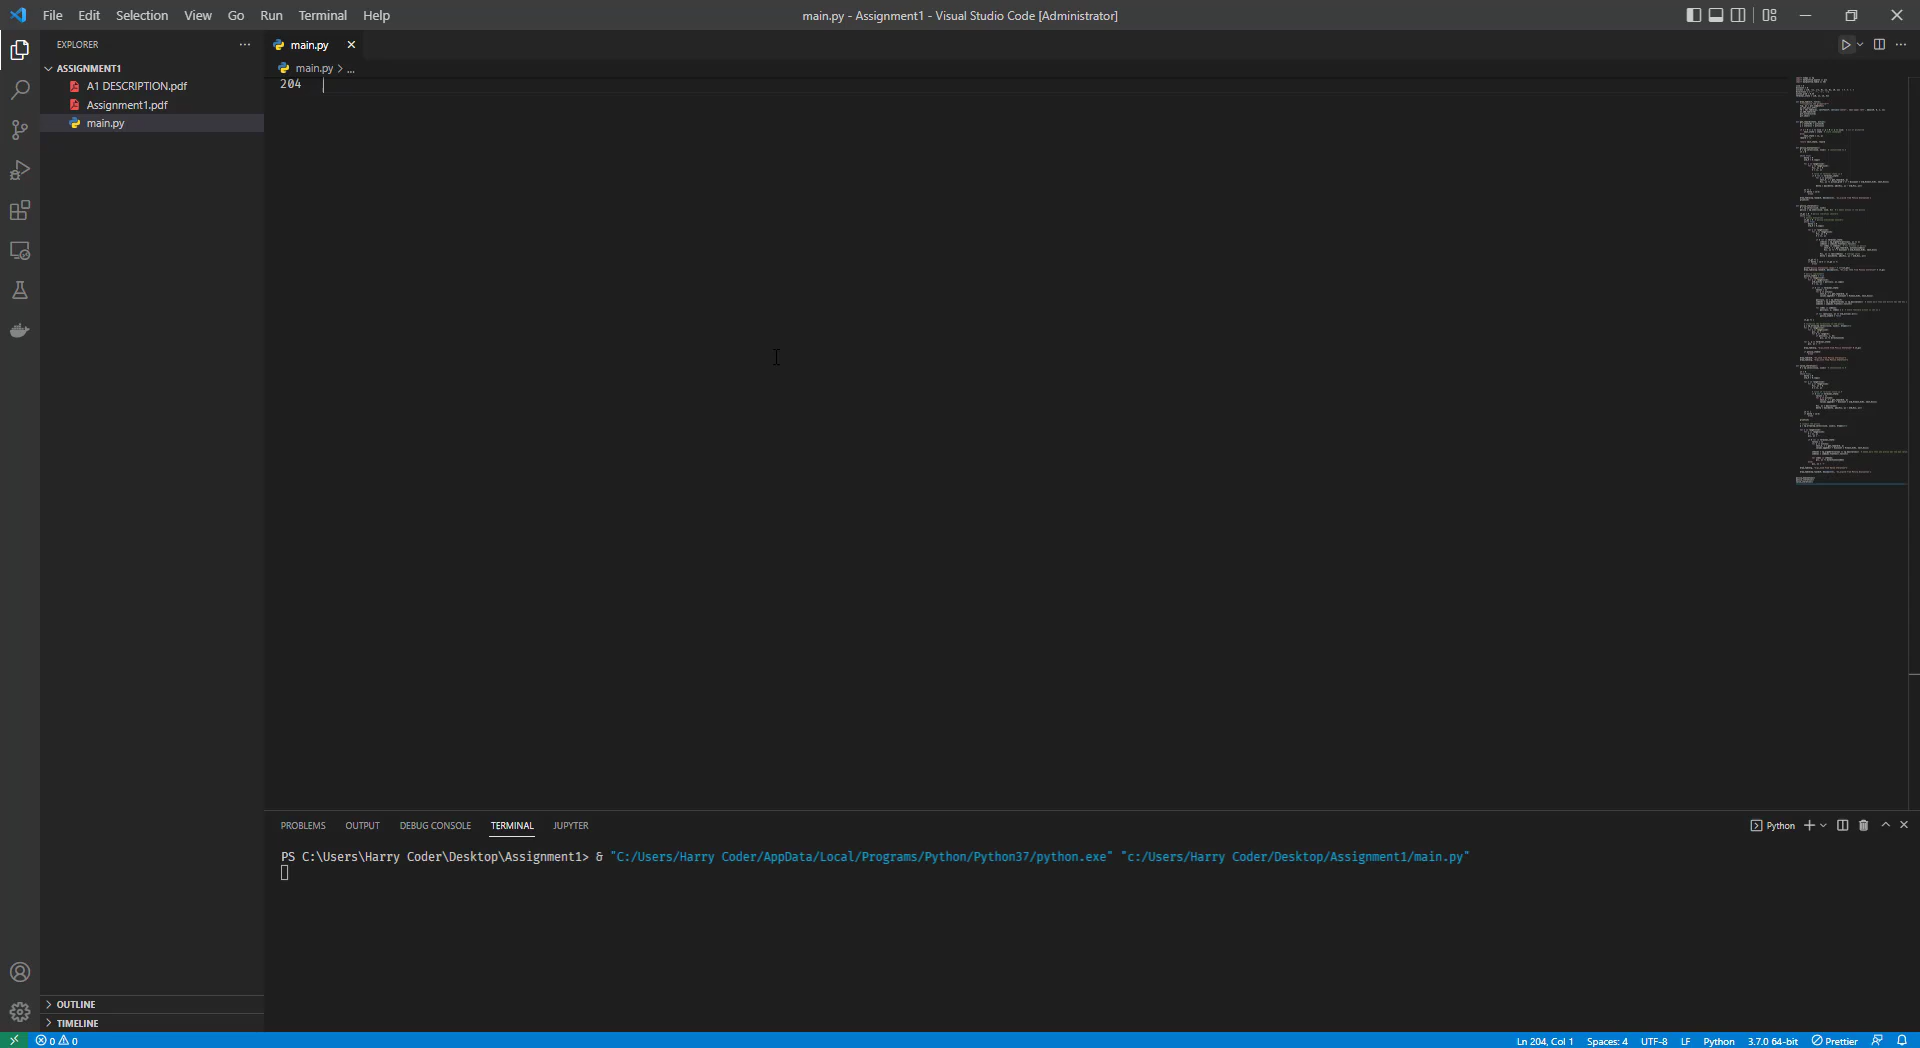 File Edit Selection View Go Run Terminal Help
main.py - Assignment1 - Visual Studio Code [Administrator]
EXPLORER
ASSIGNMENT1
A1 DESCRIPTION.pdf
Assignment1.pdf
main.py
OUTLINE
TIMELINE
main.py
main.py > ...
204
PROBLEMS OUTPUT DEBUG CONSOLE TERMINAL JUPYTER
Python
PS C:\Users\Harry Coder\Desktop\Assignment1> & "C:/Users/Harry Coder/AppData/Local/Programs/Python/Python37/python.exe" "c:/Users/Harry Coder/Desktop/Assignment1/main.py"
0 0
Ln 204, Col 1 Spaces: 4 UTF-8 LF Python 3.7.0 64-bit Prettier